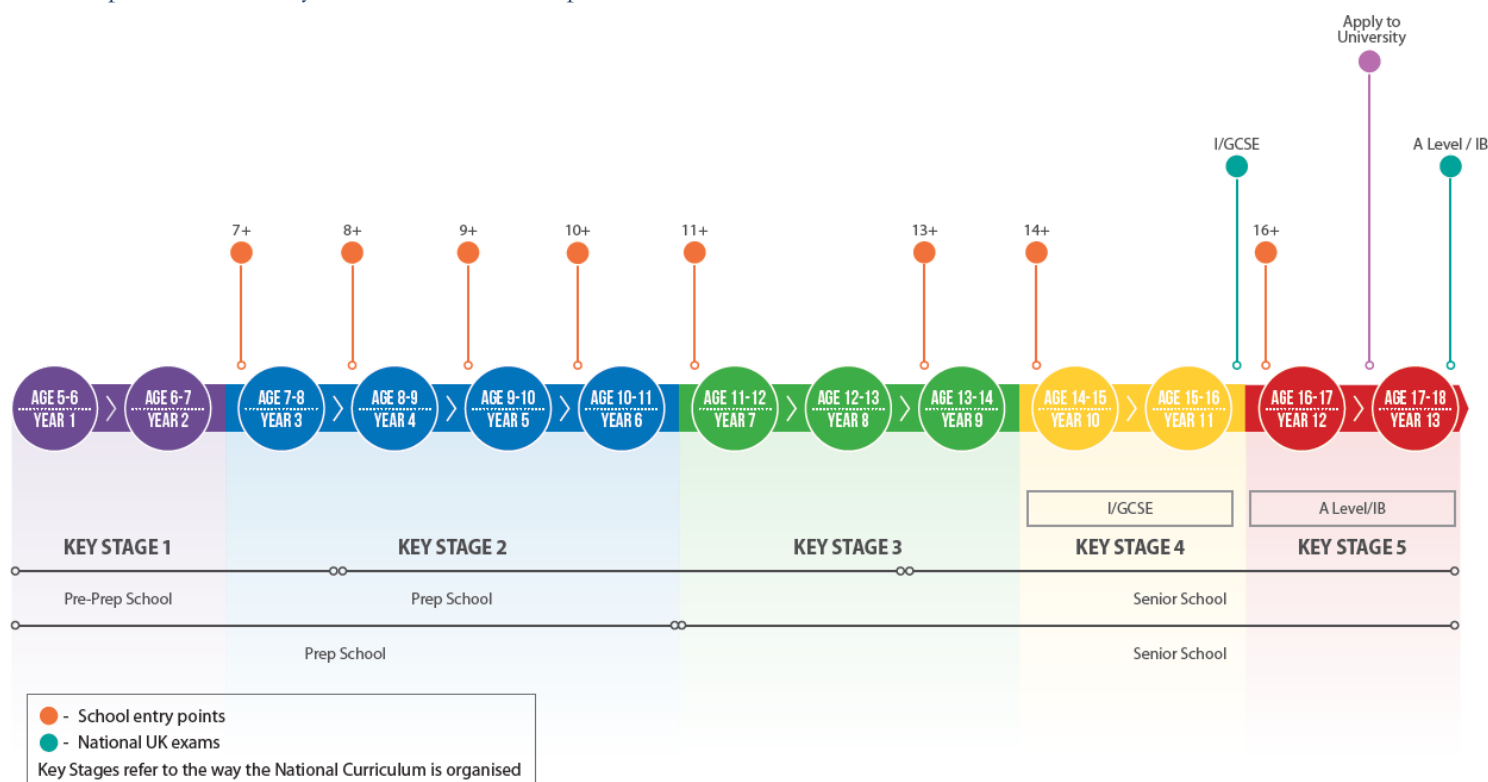 Apply to
University
I/GCSE
A Level / IB
7+
8+
9+
10+
11+
13+
14+
16+
AGE 5-6
YEAR 1
AGE 6-7
YEAR 2
AGE 7-8
YEAR 3
AGE 8-9
YEAR 4
AGE 9-10
YEAR 5
AGE 10-11
YEAR 6
AGE 11-12
YEAR 7
AGE 12-13
YEAR 8
AGE 13-14
YEAR 9
AGE 14-15
YEAR 10
AGE 15-16
YEAR 11
AGE 16-17
YEAR 12
AGE 17-18
YEAR 13
I/GCSE
A Level/IB
KEY STAGE 1
KEY STAGE 2
KEY STAGE 3
KEY STAGE 4
KEY STAGE 5
Pre-Prep School
Prep School
Senior School
Prep School
Senior School
- School entry points
- National UK exams
Key Stages refer to the way the National Curriculum is organised